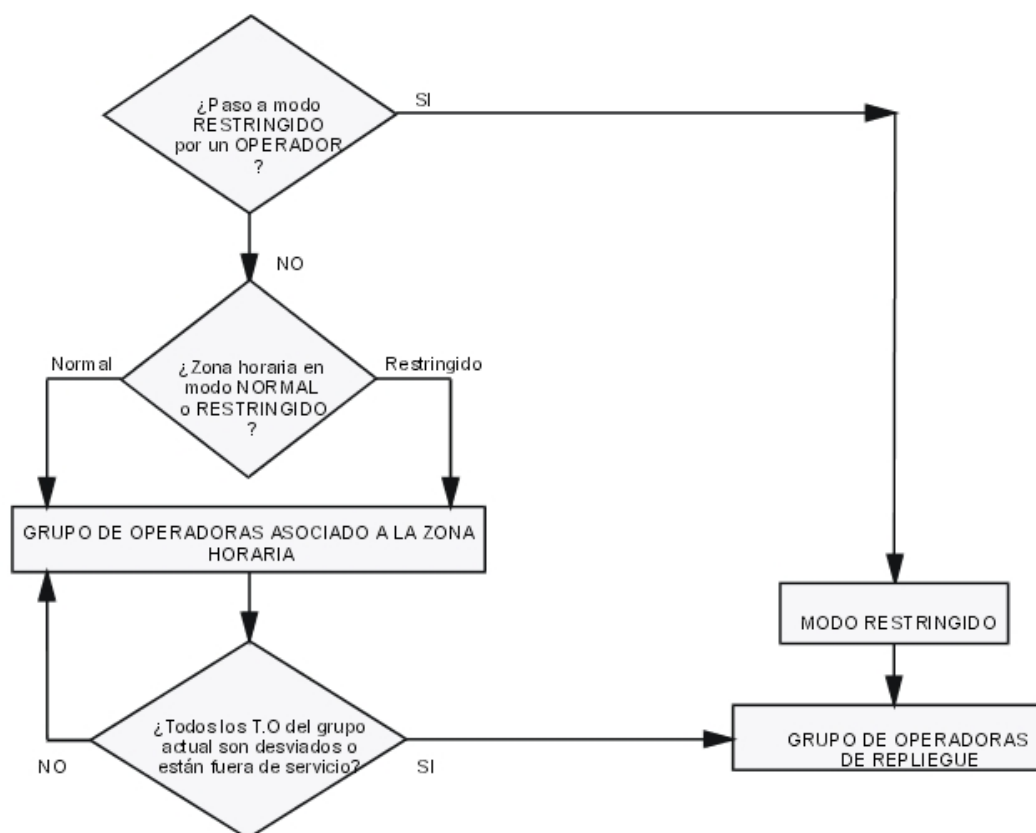 ¿Paso a modo
RESTRINGIDO
por un OPERADOR
?
SI
NO
Normal
¿Zona horaria en
modo NORMAL
o RESTRINGIDO
?
Restringido
GRUPO DE OPERADORAS ASOCIADO A LA ZONA
HORARIA
MODO RESTRINGIDO
¿Todos los T.O del grupo
actual son desviados o
están fuera de servicio?
NO
SI
GRUPO DE OPERADORAS
DE REPLIEGUE